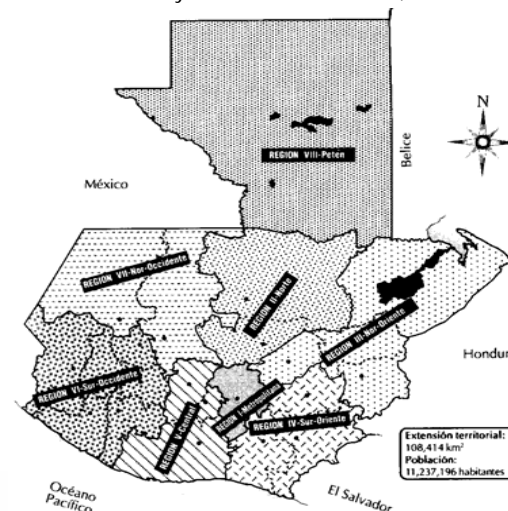 N
REGION VIII-Petén
Belice
México
REGION VII-Nor-Occidente
REGION II-Norte
REGION III-Nor-Oriente
REGION VI-Sur-Occidente
REGION V-Central
REGION I-Metropolitana
REGION IV-Sur-Oriente
Hondur
Extensión territorial:
108,414 km²
Población:
11,237,196 habitantes
Océano
Pacífico
El Salvador